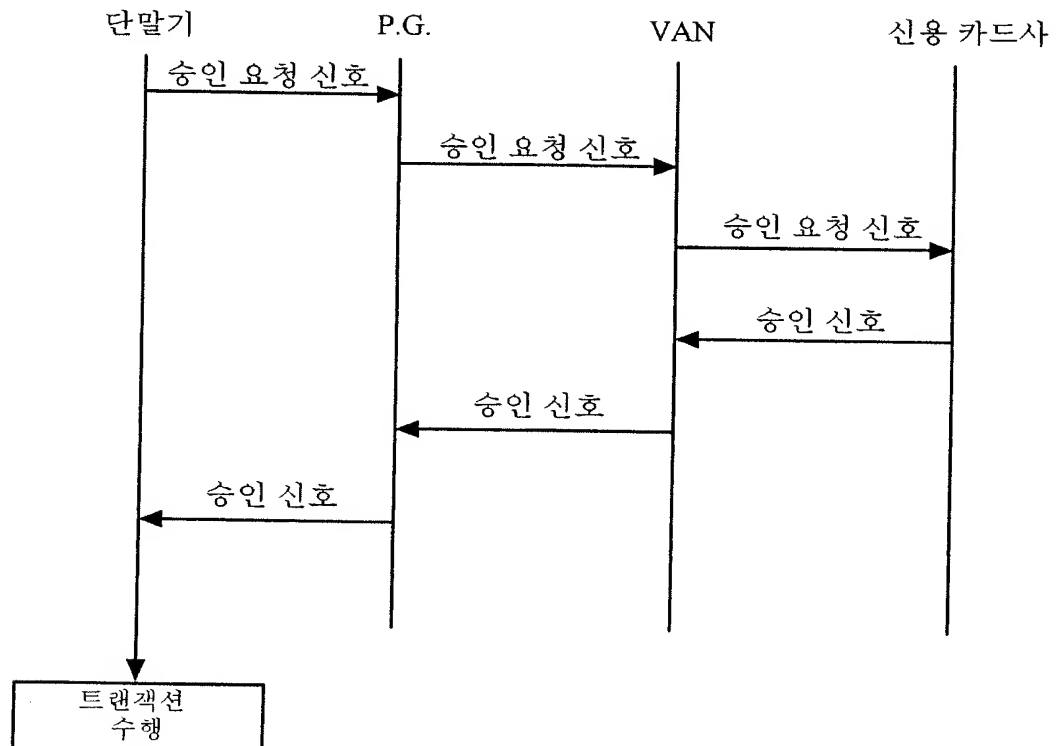 단말기
P.G.
VAN
신용 카드사
승인 요청 신호
승인 요청 신호
승인 요청 신호
승인 신호
승인 신호
승인 신호
트랜잭션
수행